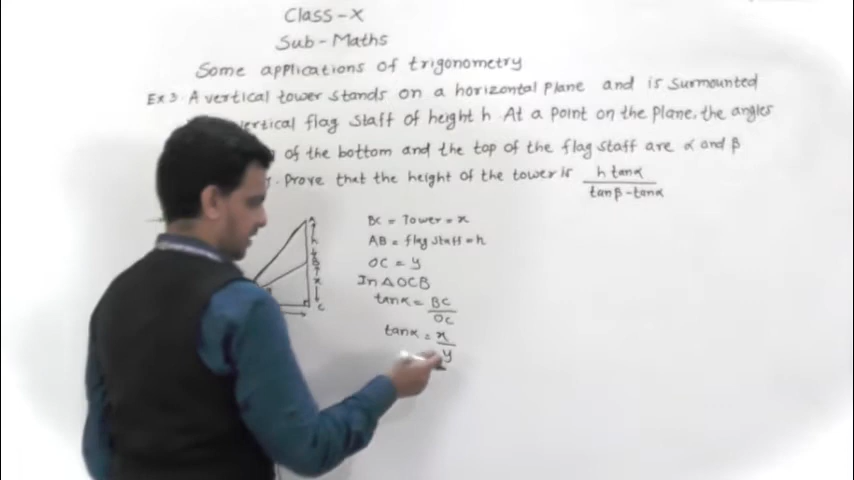 Class-X
Sub-Maths
Some applications of trigonometry
Ex 3. A vertical tower stands on a horizontal plane and is surmounted
vertical flag staff of height h. At a point on the plane, the angles
of the bottom and the top of the flag staff are α and β
. Prove that the height of the tower is h tanα / tanβ-tanα
A
h
B
x
C
BC = Tower = x
AB = flag staff = h
OC = y
In △OCB
tanα = BC / OC
tanα = x / y